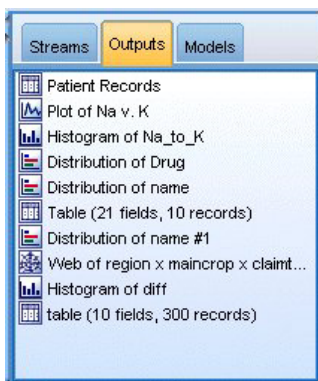 Streams Outputs Models
Patient Records
Plot of Na v. K
Histogram of Na_to_K
Distribution of Drug
Distribution of name
Table (21 fields, 10 records)
Distribution of name #1
Web of region x maincrop x claimt...
Histogram of diff
table (10 fields, 300 records)